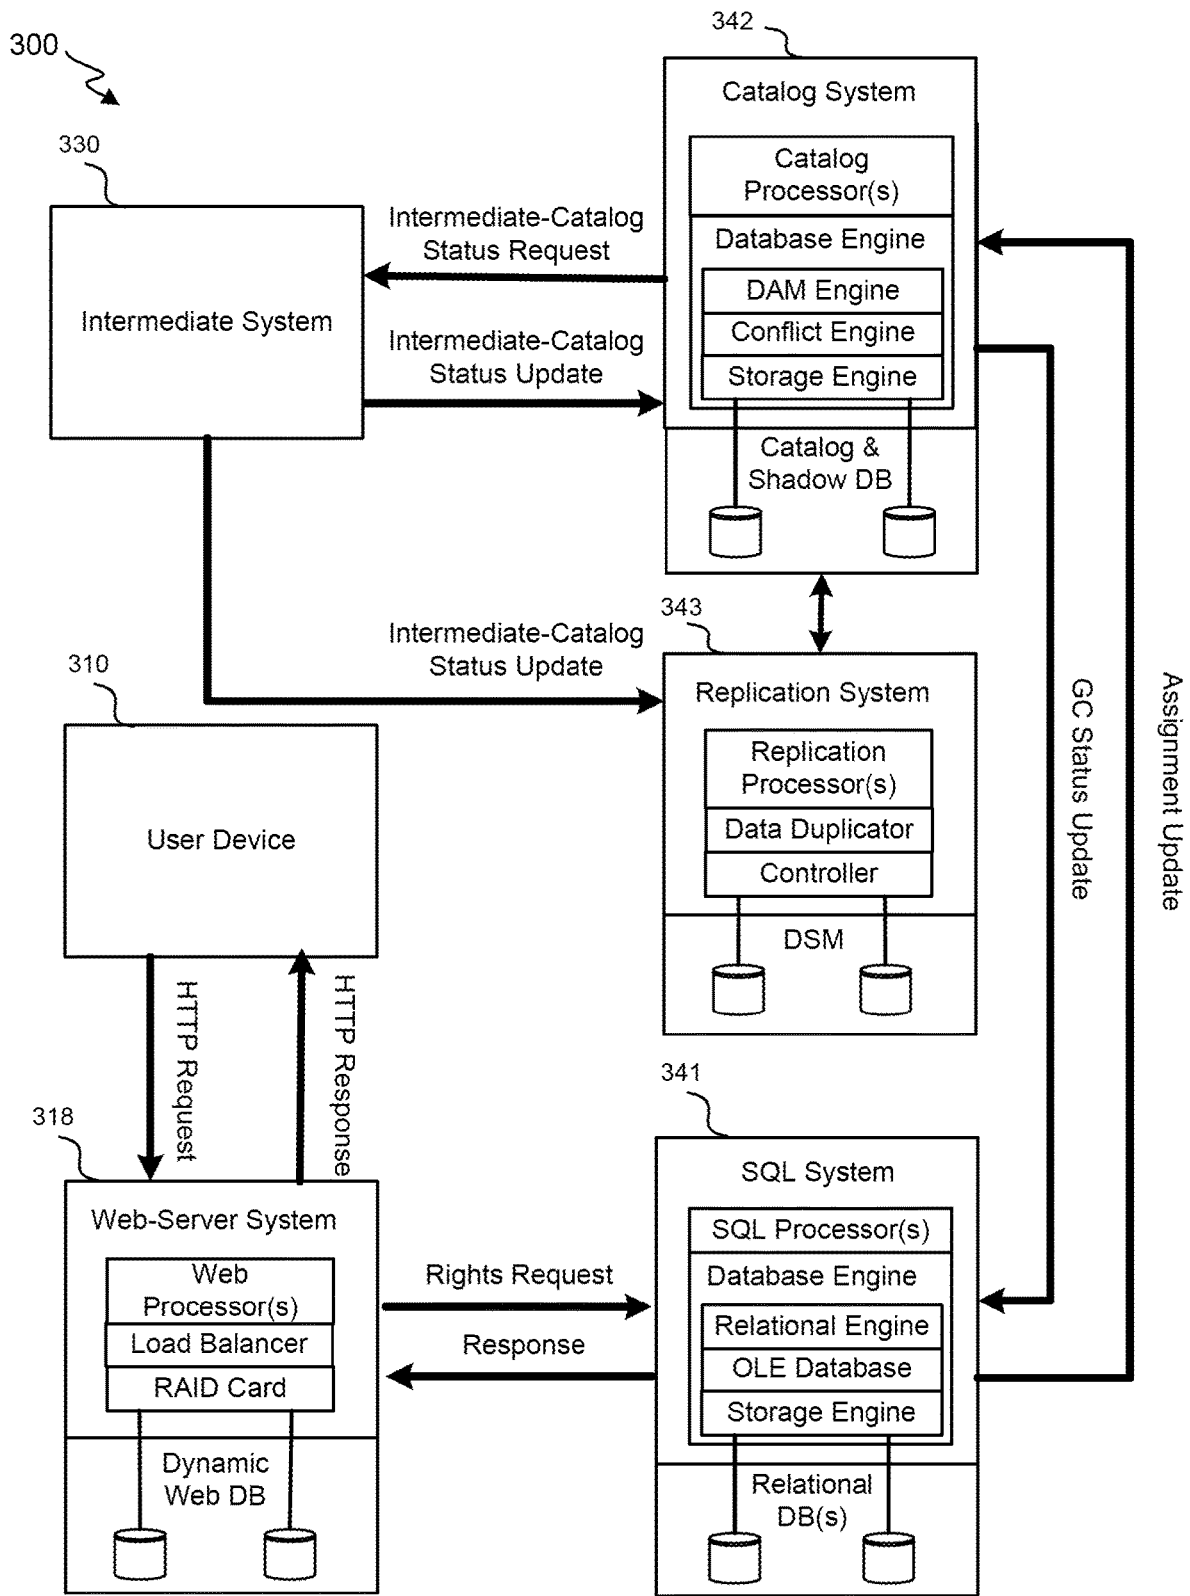 300
342
Catalog System
Catalog
Processor(s)
Database Engine
DAM Engine
Conflict Engine
Storage Engine
Catalog &
Shadow DB
330
Intermediate System
Intermediate-Catalog
Status Request
Intermediate-Catalog
Status Update
Intermediate-Catalog
Status Update
343
Replication System
Replication
Processor(s)
Data Duplicator
Controller
DSM
GC Status Update
Assignment Update
310
User Device
HTTP Request
HTTP Response
318
Web-Server System
Web
Processor(s)
Load Balancer
RAID Card
Dynamic
Web DB
Rights Request
Response
341
SQL System
SQL Processor(s)
Database Engine
Relational Engine
OLE Database
Storage Engine
Relational
DB(s)